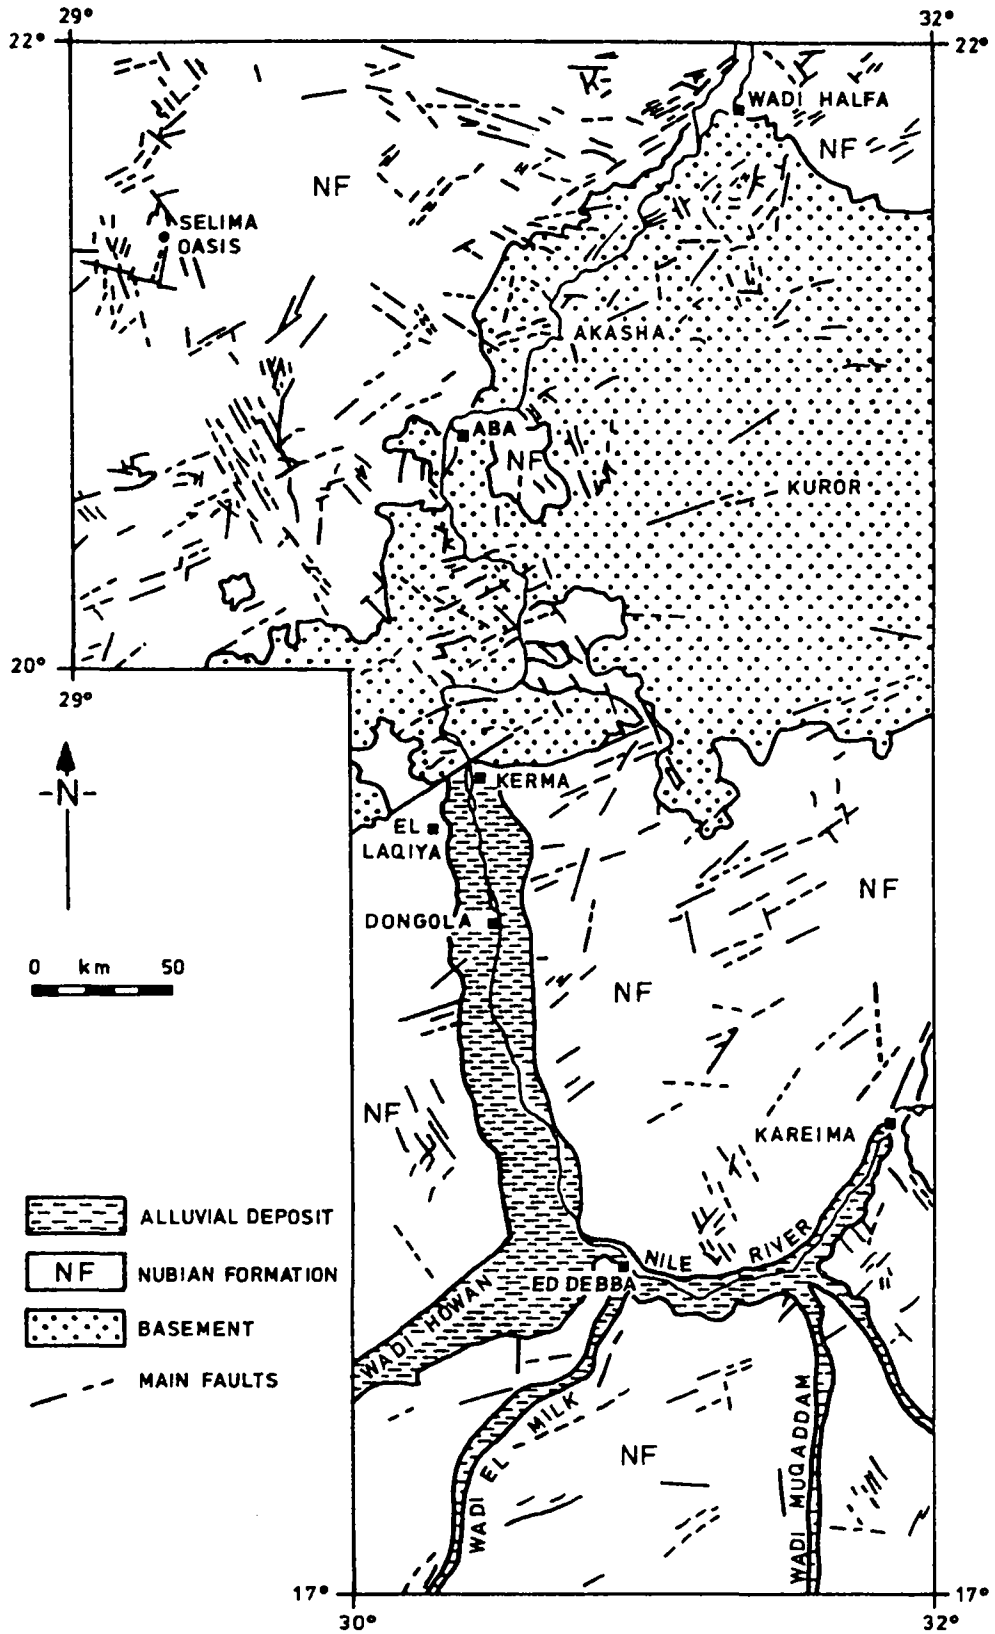 29°
32°
22°
22°
WADI HALFA
NF
NF
SELIMA
OASIS
AKASHA
ABA
NF
KUROR
20°
29°
-N-
KERMA
EL
LAQIYA
NF
DONGOLA
0 km 50
NF
NF
KAREIMA
ALLUVIAL DEPOSIT
NILE RIVER
NF NUBIAN FORMATION
ED DEBBA
WADI HOWAN
BASEMENT
MAIN FAULTS
WADI EL MILK
NF
WADI MUQADDAM
17°
17°
30°
32°